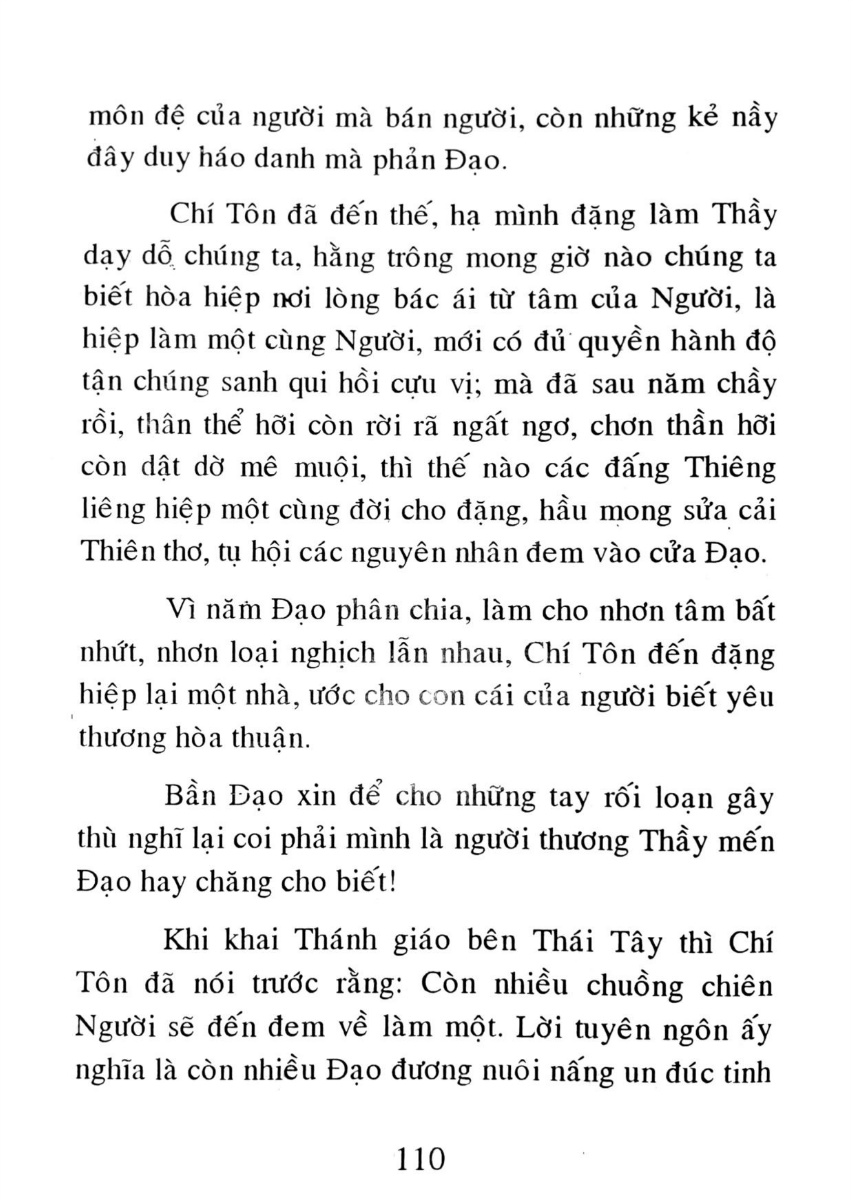 môn đệ của người mà bán người, còn những kẻ nầy
đây duy háo danh mà phản Đạo.
Chí Tôn đã đến thế, hạ mình đặng làm Thầy
dạy dỗ chúng ta, hằng trông mong giờ nào chúng ta
biết hòa hiệp nơi lòng bác ái từ tâm của Người, là
hiệp làm một cùng Người, mới có đủ quyền hành độ
tận chúng sanh qui hồi cựu vị; mà đã sau năm chầy
rồi, thân thể hỡi còn rời rã ngất ngơ, chơn thần hỡi
còn dật dờ mê muội, thì thế nào các đấng Thiêng
liêng hiệp một cùng đời cho đặng, hầu mong sửa cải
Thiên thơ, tụ hội các nguyên nhân đem vào cửa Đạo.
Vì năm Đạo phân chia, làm cho nhơn tâm bất
nhứt, nhơn loại nghịch lẫn nhau, Chí Tôn đến đặng
hiệp lại một nhà, ước cho con cái của người biết yêu
thương hòa thuận.
Bần Đạo xin để cho những tay rối loạn gây
thù nghĩ lại coi phải mình là người thương Thầy mến
Đạo hay chăng cho biết!
Khi khai Thánh giáo bên Thái Tây thì Chí
Tôn đã nói trước rằng: Còn nhiều chuồng chiên
Người sẽ đến đem về làm một. Lời tuyên ngôn ấy
nghĩa là còn nhiều Đạo đương nuôi nấng un đúc tinh
110